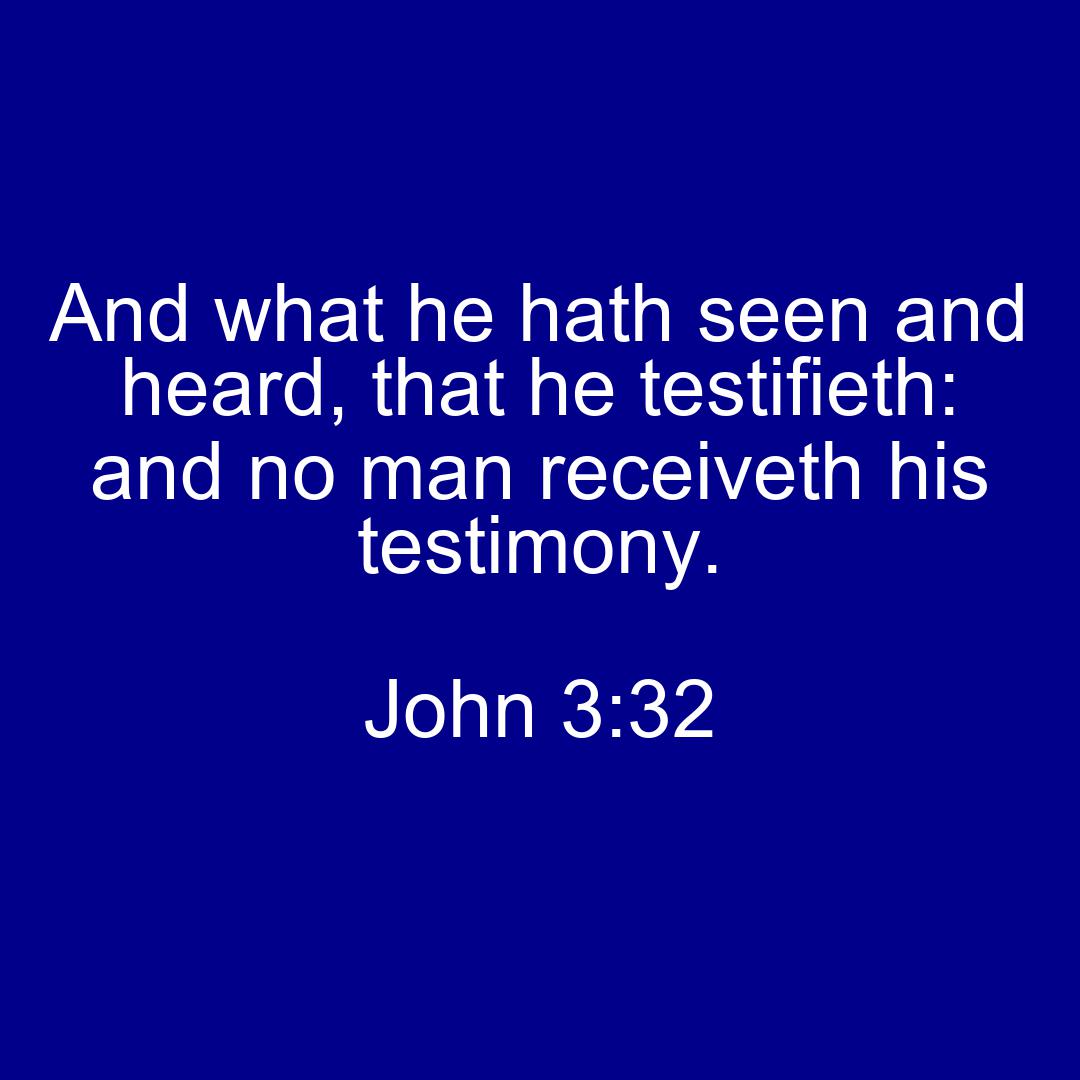 And what he hath seen and
heard, that he testifieth:
and no man receiveth his
testimony.
John 3:32